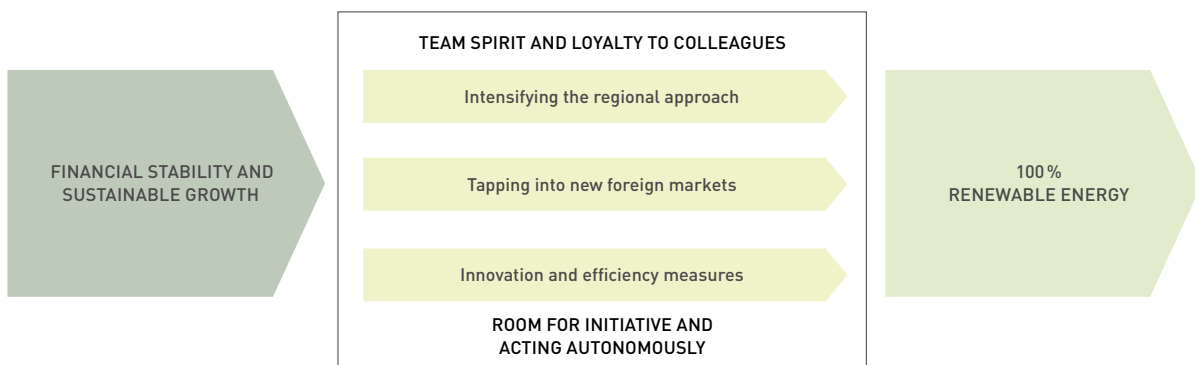 FINANCIAL STABILITY AND
SUSTAINABLE GROWTH
TEAM SPIRIT AND LOYALTY TO COLLEAGUES
Intensifying the regional approach
Tapping into new foreign markets
Innovation and efficiency measures
ROOM FOR INITIATIVE AND
ACTING AUTONOMOUSLY
100 %
RENEWABLE ENERGY